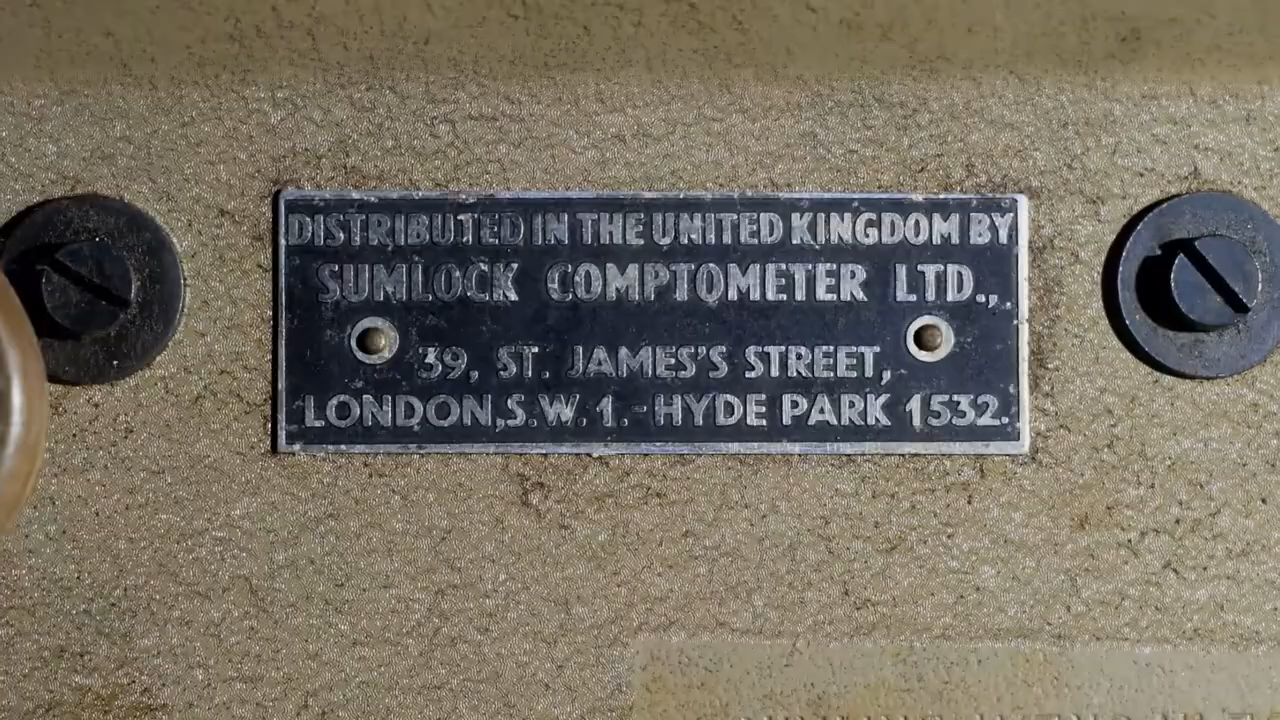 DISTRIBUTED IN THE UNITED KINGDOM BY
SUMLOCK COMPTOMETER LTD.,
39, ST. JAMES'S STREET,
LONDON,S.W.1.-HYDE PARK 1532.